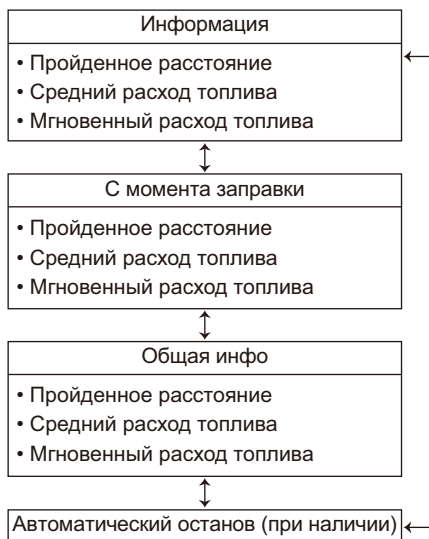 Информация
• Пройденное расстояние
• Средний расход топлива
• Мгновенный расход топлива
С момента заправки
• Пройденное расстояние
• Средний расход топлива
• Мгновенный расход топлива
Общая инфо
• Пройденное расстояние
• Средний расход топлива
• Мгновенный расход топлива
Автоматический останов (при наличии)